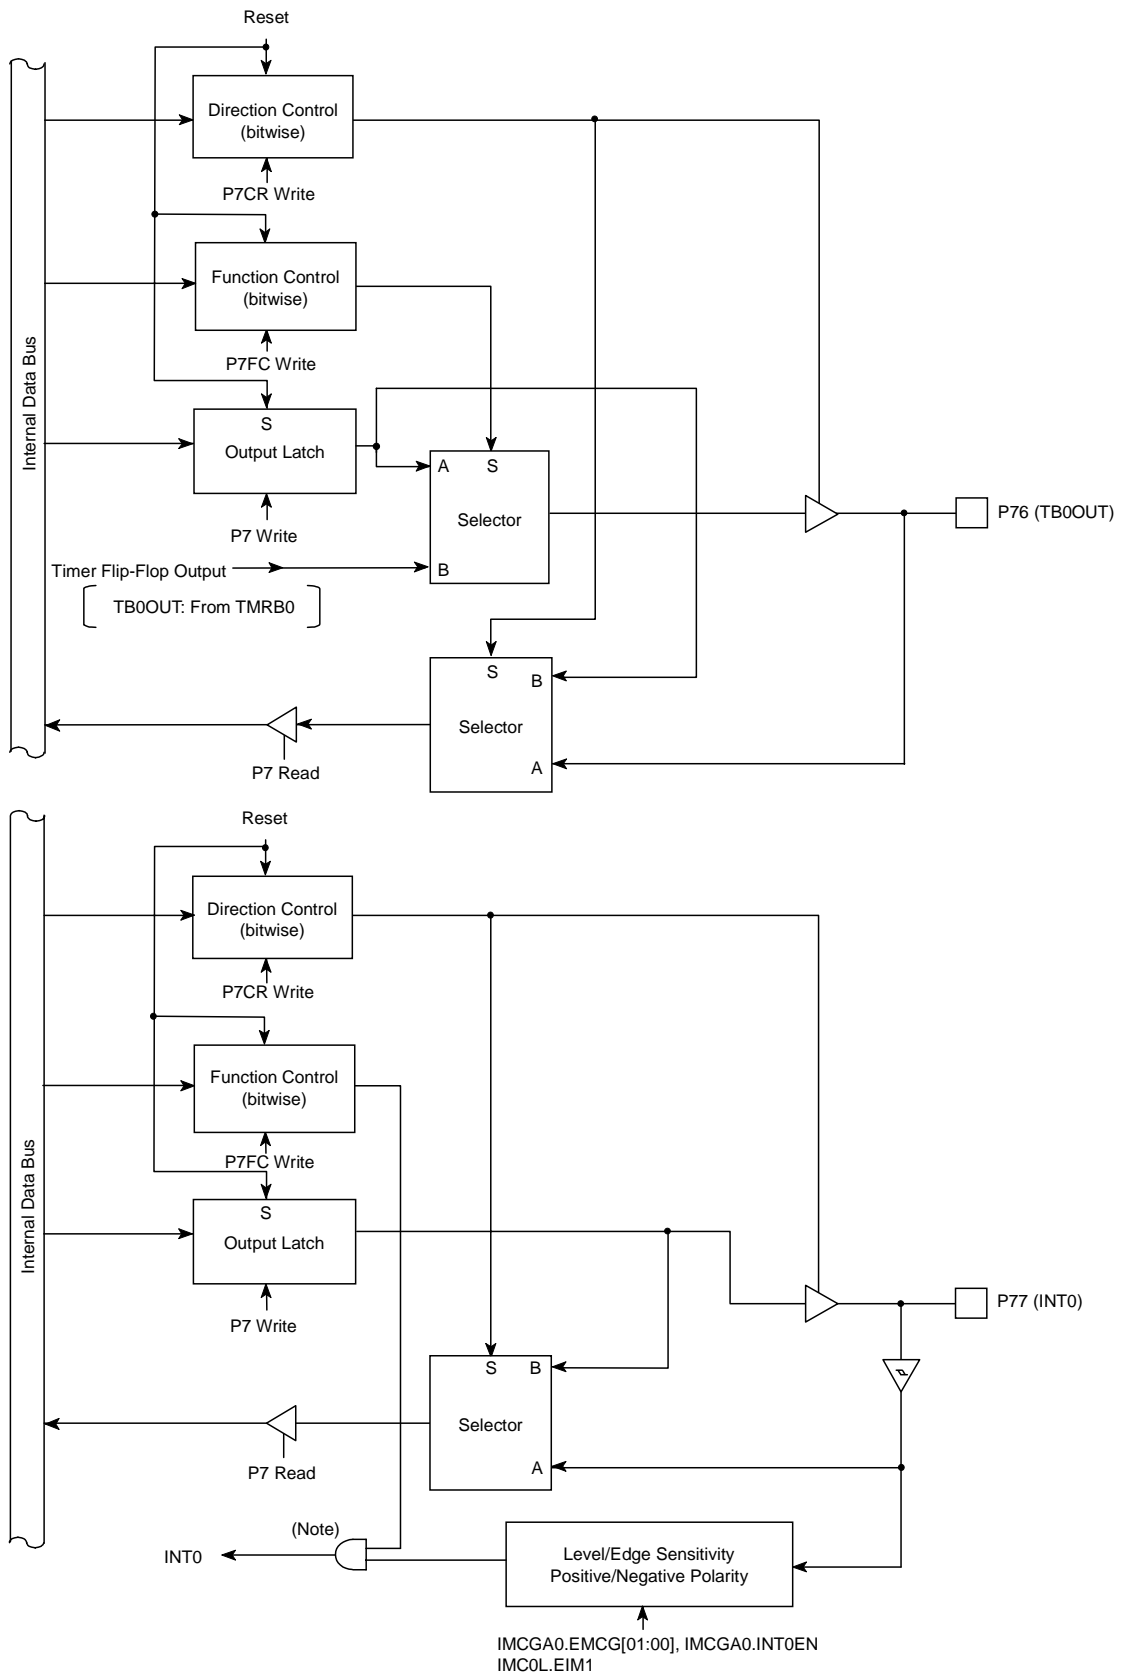 Reset
Direction Control
(bitwise)
P7CR Write
Function Control
(bitwise)
P7FC Write
Internal Data Bus
S
Output Latch
P7 Write
A
S
Selector
B
Timer Flip-Flop Output
TB0OUT: From TMRB0
P76 (TB0OUT)
S
B
Selector
A
P7 Read
Reset
Direction Control
(bitwise)
P7CR Write
Function Control
(bitwise)
P7FC Write
Internal Data Bus
S
Output Latch
P7 Write
P77 (INT0)
S
B
Selector
A
P7 Read
(Note)
INT0
Level/Edge Sensitivity
Positive/Negative Polarity
IMCGA0.EMCG[01:00], IMCGA0.INT0EN
IMC0L.EIM1